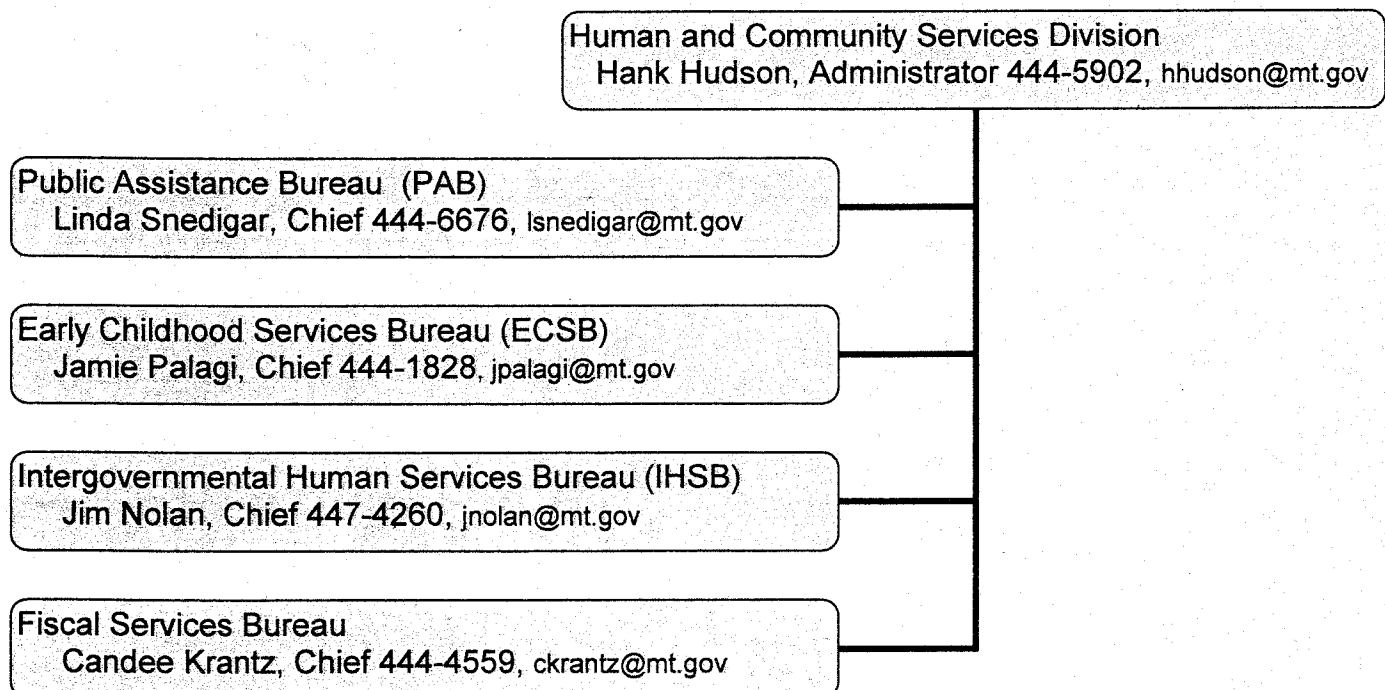 Human and Community Services Division
Hank Hudson, Administrator 444-5902, hhudson@mt.gov
Public Assistance Bureau (PAB)
Linda Snedigar, Chief 444-6676, lsnedigar@mt.gov
Early Childhood Services Bureau (ECSB)
Jamie Palagi, Chief 444-1828, jpalagi@mt.gov
Intergovernmental Human Services Bureau (IHSB)
Jim Nolan, Chief 447-4260, jnolan@mt.gov
Fiscal Services Bureau
Candee Krantz, Chief 444-4559, ckrantz@mt.gov